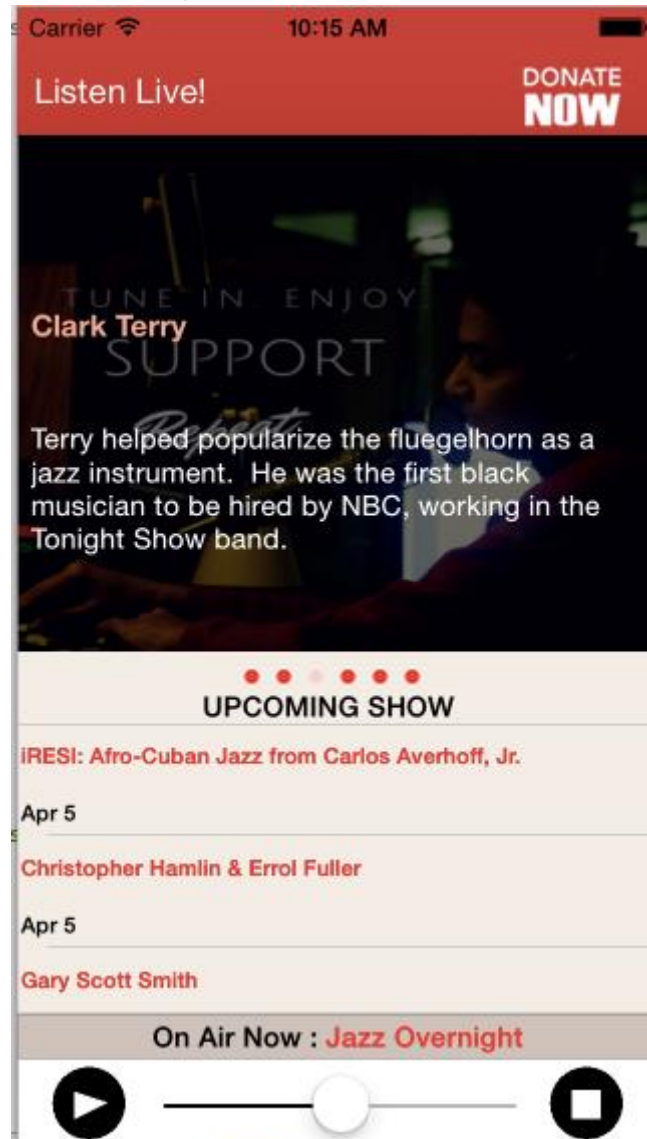 Carrier 10:15 AM
Listen Live!
DONATE
NOW
TUNE IN. ENJOY
Clark Terry
SUPPORT
Repeat
Terry helped popularize the fluegelhorn as a
jazz instrument.  He was the first black
musician to be hired by NBC, working in the
Tonight Show band.
UPCOMING SHOW
iRESI: Afro-Cuban Jazz from Carlos Averhoff, Jr.
Apr 5
Christopher Hamlin & Errol Fuller
Apr 5
Gary Scott Smith
On Air Now : Jazz Overnight